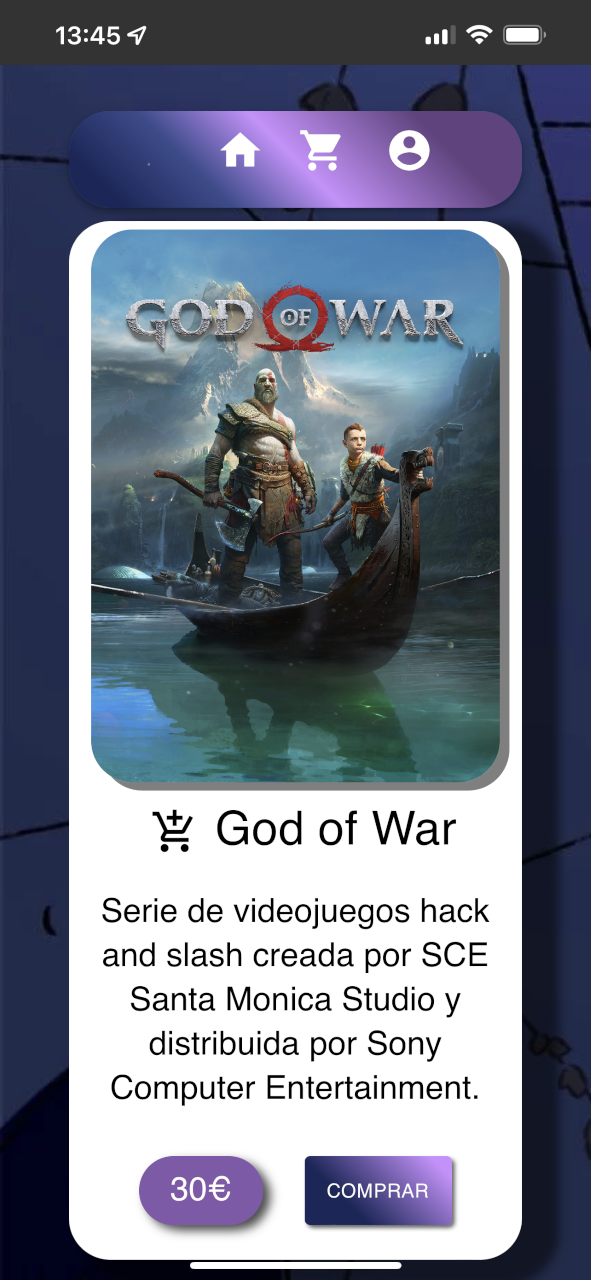 13:45
GOD OF WAR
God of War
Serie de videojuegos hack
and slash creada por SCE
Santa Monica Studio y
distribuida por Sony
Computer Entertainment.
30€
COMPRAR